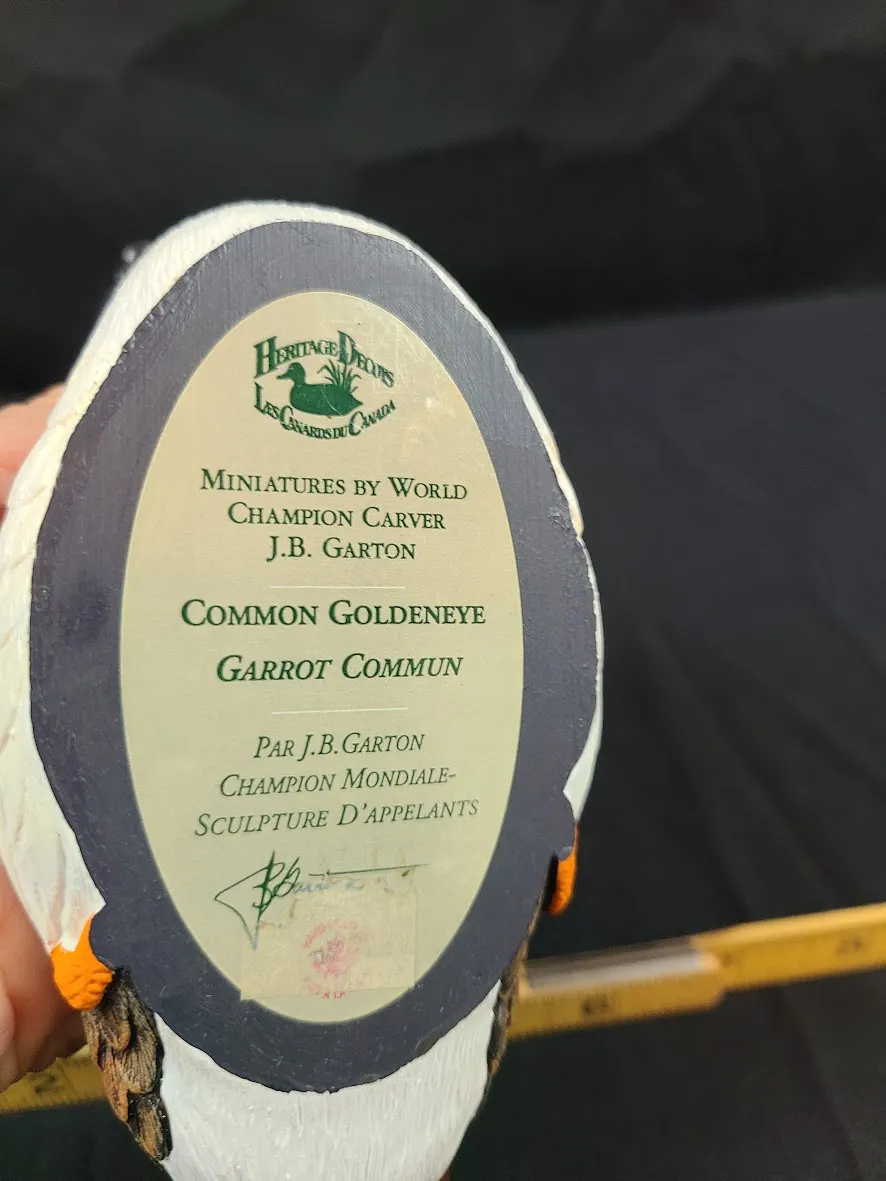 HERITAGE DECOYS
LES CANARDS DU CANADA
MINIATURES BY WORLD
CHAMPION CARVER
J.B. GARTON
COMMON GOLDENEYE
GARROT COMMUN
PAR J.B. GARTON
CHAMPION MONDIALE-
SCULPTURE D'APPELANTS
2